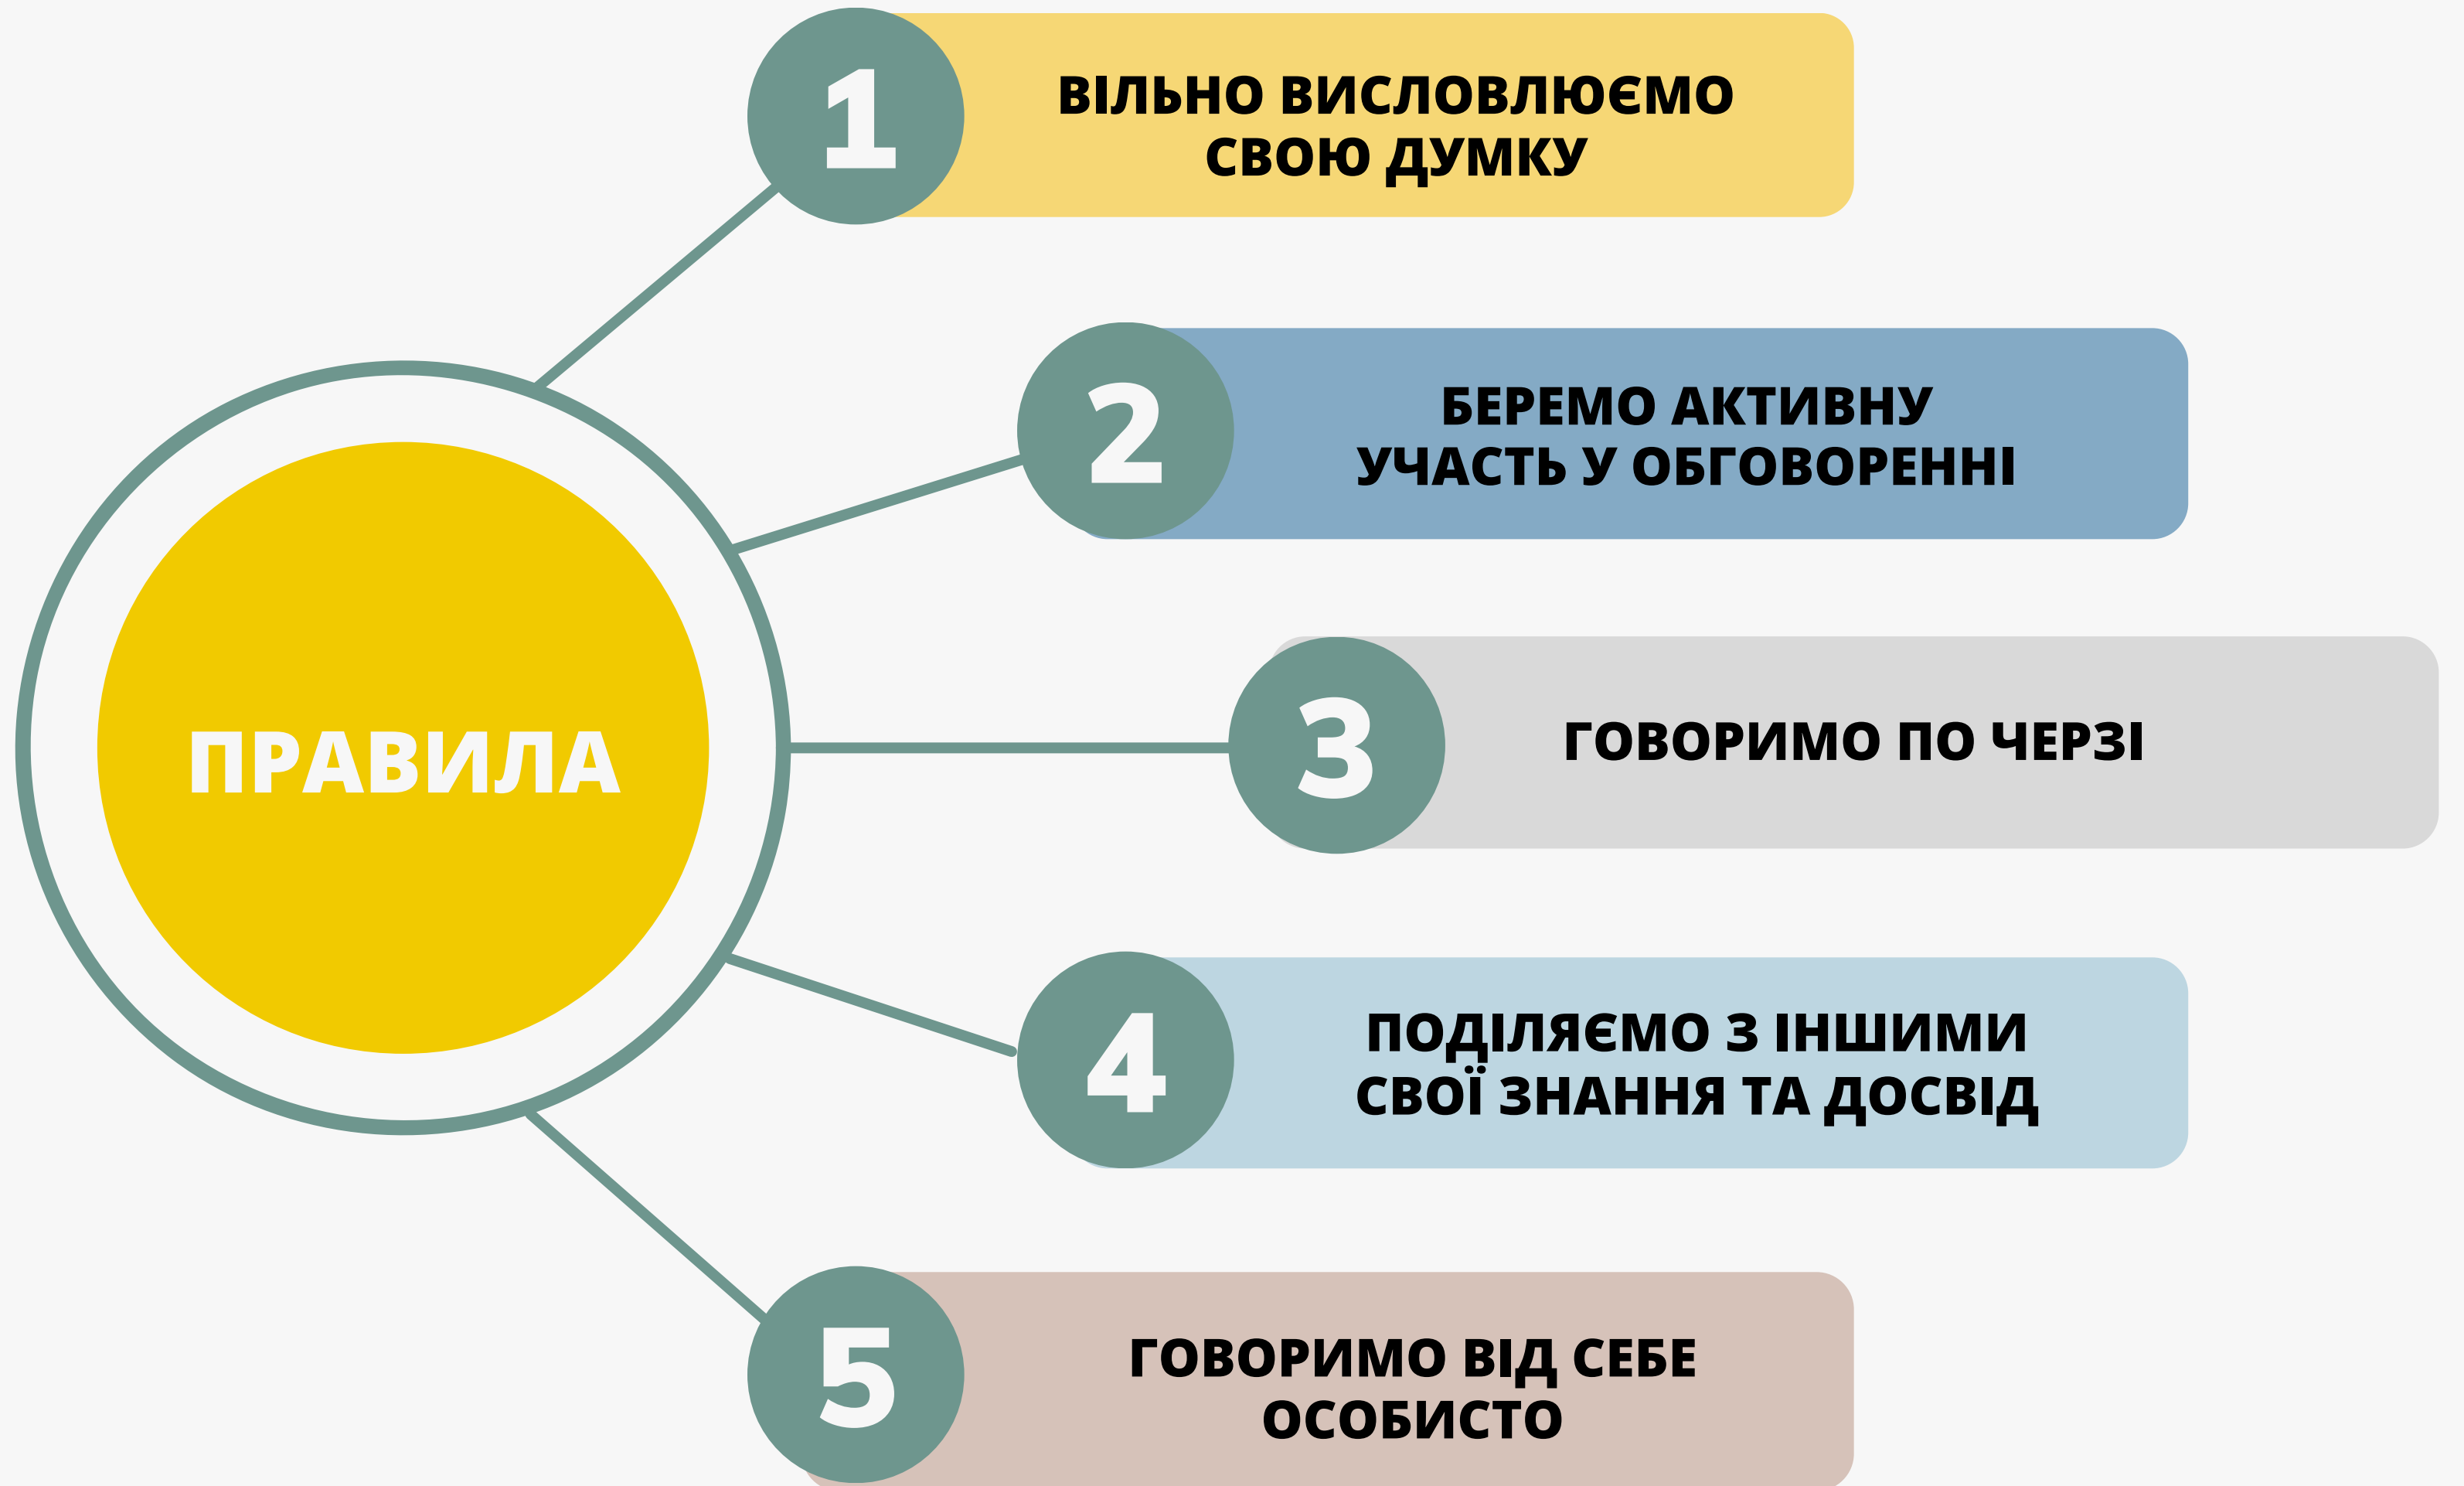 ПРАВИЛА
1
ВІЛЬНО ВИСЛОВЛЮЄМО
СВОЮ ДУМКУ
2
БЕРЕМО АКТИВНУ
УЧАСТЬ У ОБГОВОРЕННІ
3
ГОВОРИМО ПО ЧЕРЗІ
4
ПОДІЛЯЄМО З ІНШИМИ
СВОЇ ЗНАННЯ ТА ДОСВІД
5
ГОВОРИМО ВІД СЕБЕ
ОСОБИСТО